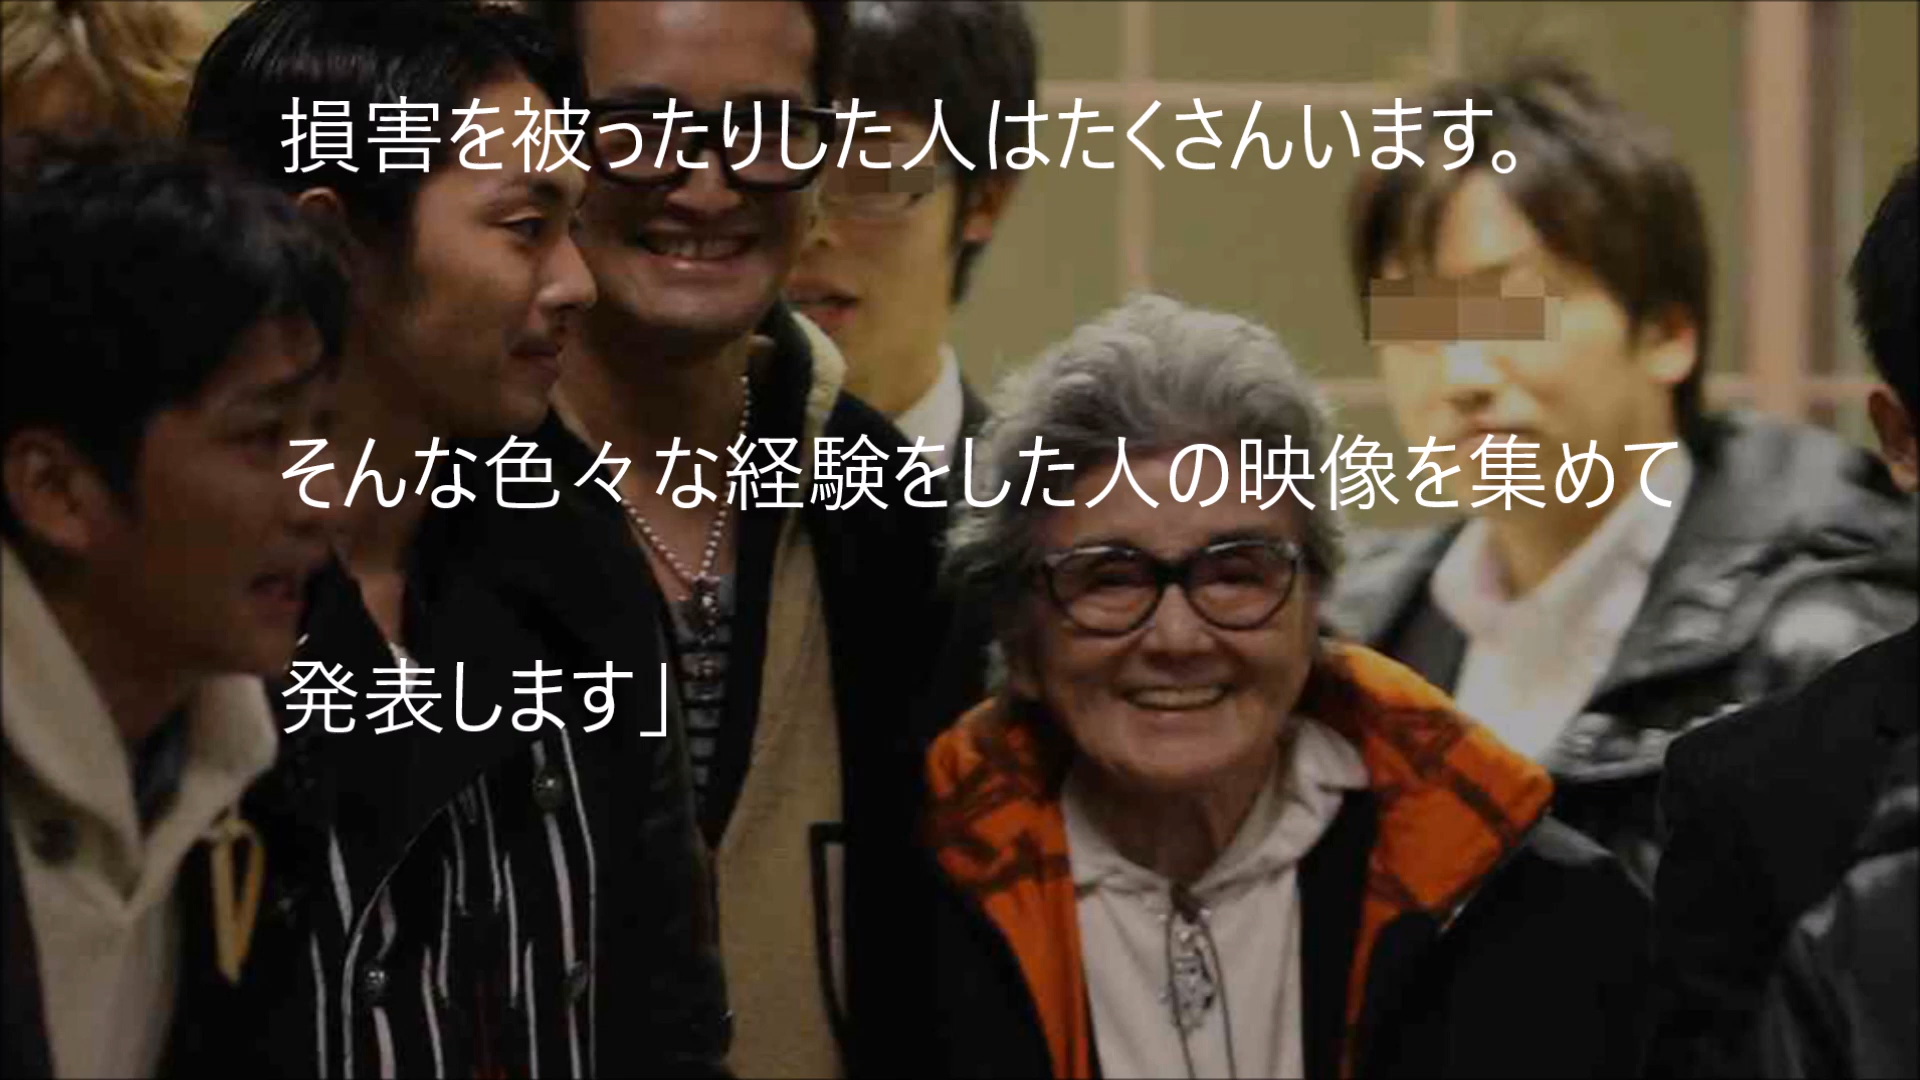 損害を被ったりした人はたくさんいます。
そんな色々な経験をした人の映像を集めて
発表します」